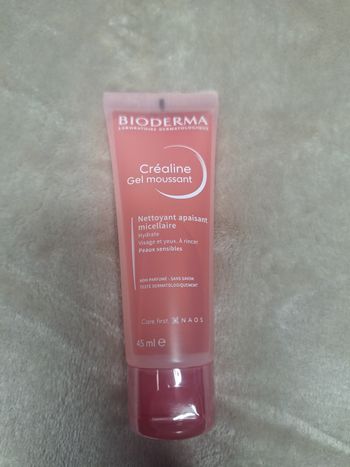 BIODERMA
LABORATOIRE DERMATOLOGIQUE
Créaline
Gel moussant
Nettoyant apaisant
micellaire
Hydrate
Visage et yeux. À rincer
Peaux sensibles
NON PARFUMÉ - SANS SAVON
TESTÉ DERMATOLOGIQUEMENT
Care first. NAOS
45 ml ℮